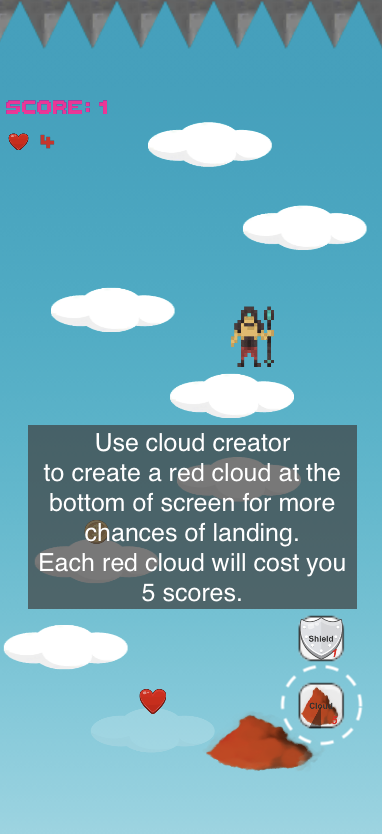 SCORE: 1
4
Use cloud creator
to create a red cloud at the
bottom of screen for more
chances of landing.
Each red cloud will cost you
5 scores.
Shield
1
Cloud